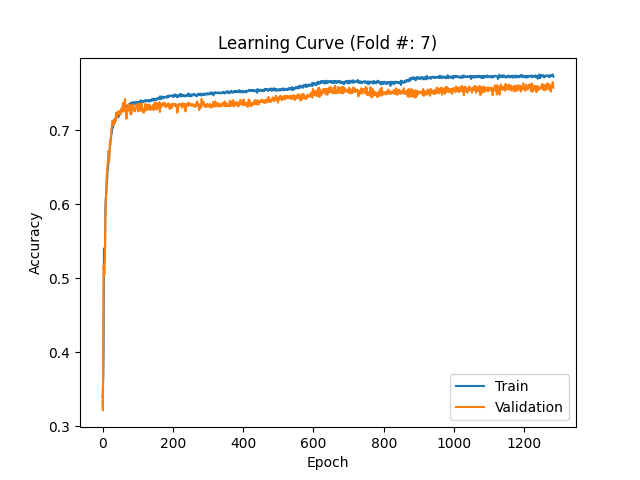 Learning Curve (Fold #: 7)
Accuracy
0.7
0.6
0.5
0.4
0.3
0 200 400 600 800 1000 1200
Epoch
Train
Validation